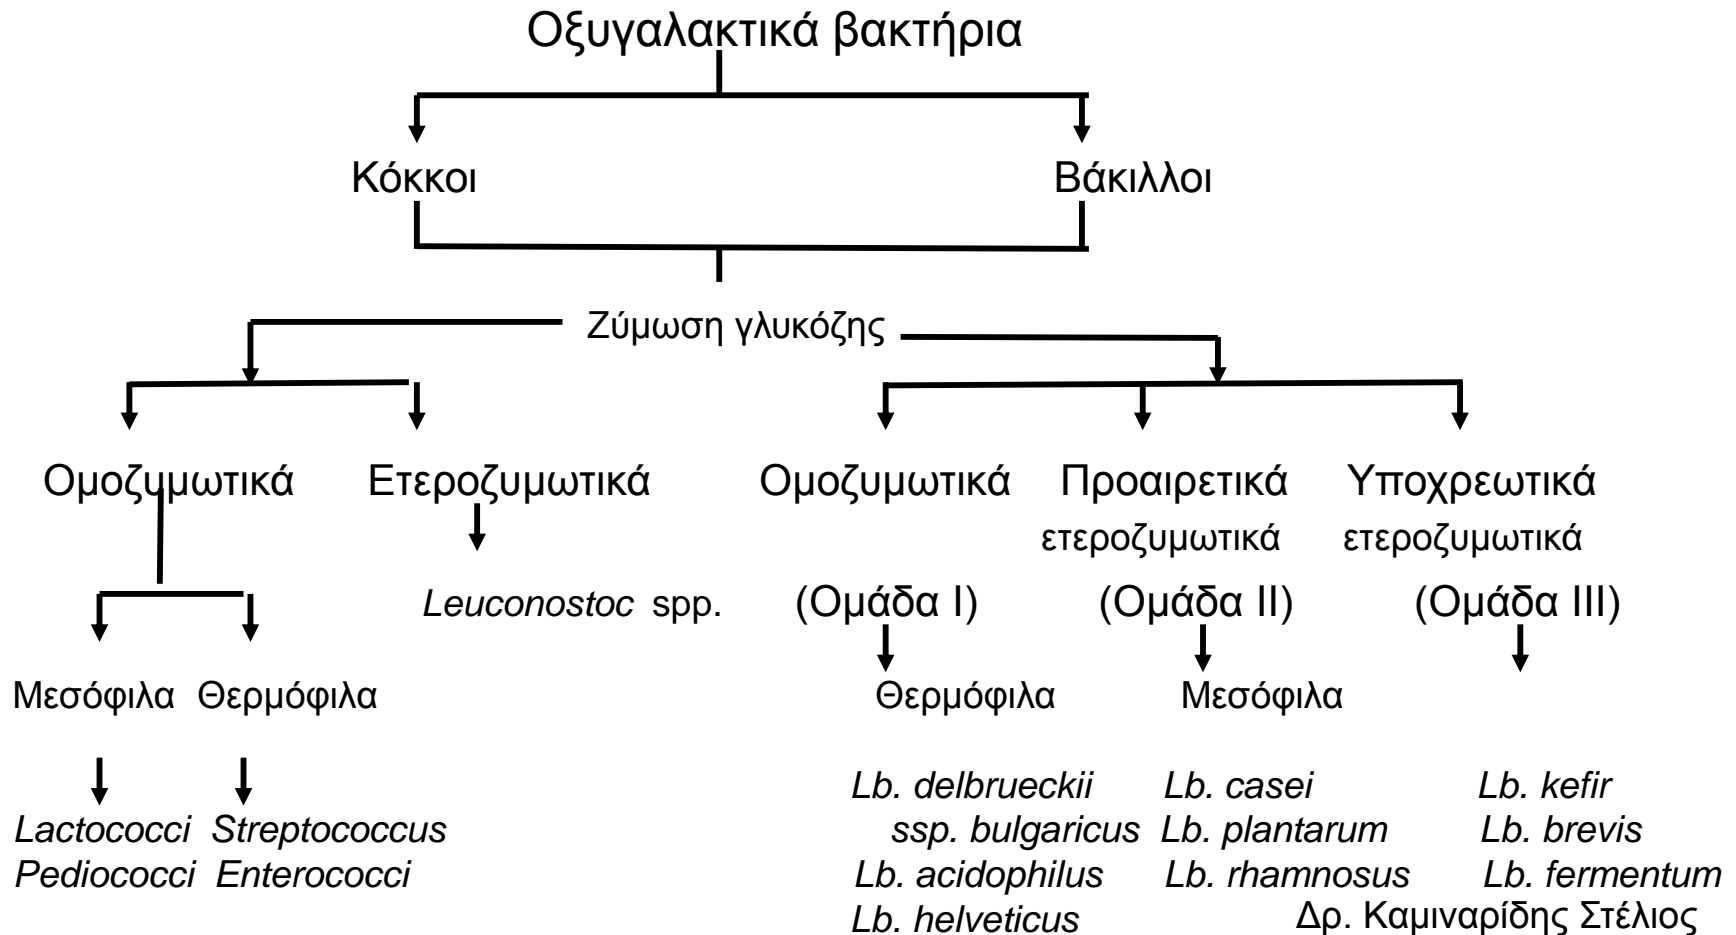 Οξυγαλακτικά βακτήρια
Κόκκοι
Βάκιλλοι
Ζύμωση γλυκόζης
Ομοζυμωτικά
Ετεροζυμωτικά
Ομοζυμωτικά
Προαιρετικά
ετεροζυμωτικά
Υποχρεωτικά
ετεροζυμωτικά
Leuconostoc spp.
(Ομάδα I)
(Ομάδα II)
(Ομάδα III)
Μεσόφιλα
Θερμόφιλα
Θερμόφιλα
Μεσόφιλα
Lactococci
Pediococci
Streptococcus
Enterococci
Lb. delbrueckii
ssp. bulgaricus
Lb. acidophilus
Lb. helveticus
Lb. casei
Lb. plantarum
Lb. rhamnosus
Lb. kefir
Lb. brevis
Lb. fermentum
Δρ. Καμιναρίδης Στέλιος